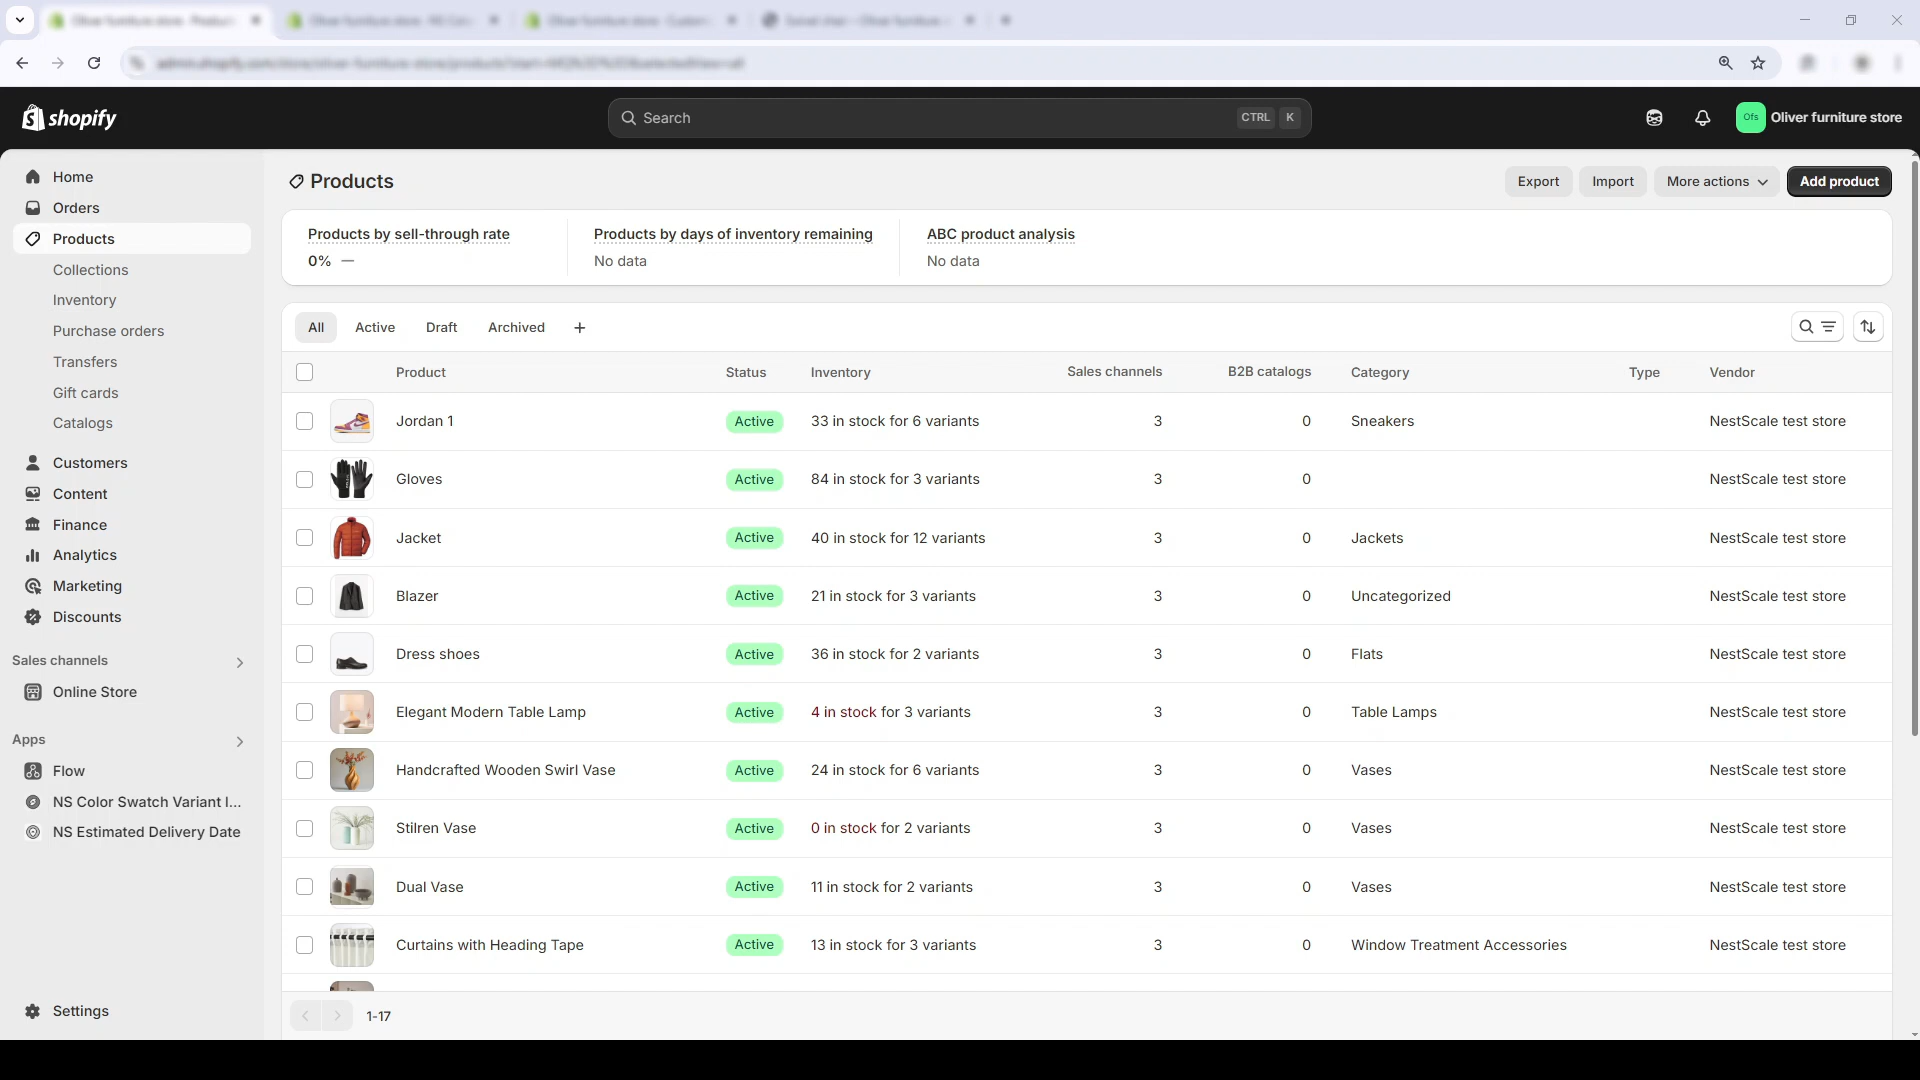 shopify
Search
CTRL K
Ofs
Oliver furniture store
Home
Orders
Products
Collections
Inventory
Purchase orders
Transfers
Gift cards
Catalogs
Customers
Content
Finance
Analytics
Marketing
Discounts
Sales channels
Online Store
Apps
Flow
NS Color Swatch Variant I...
NS Estimated Delivery Date
Settings
Products
Export
Import
More actions
Add product
Products by sell-through rate
0% —
Products by days of inventory remaining
No data
ABC product analysis
No data
All
Active
Draft
Archived
+
Product Status Inventory Sales channels B2B catalogs Category Type Vendor
Jordan 1 Active 33 in stock for 6 variants 3 0 Sneakers NestScale test store
Gloves Active 84 in stock for 3 variants 3 0 NestScale test store
Jacket Active 40 in stock for 12 variants 3 0 Jackets NestScale test store
Blazer Active 21 in stock for 3 variants 3 0 Uncategorized NestScale test store
Dress shoes Active 36 in stock for 2 variants 3 0 Flats NestScale test store
Elegant Modern Table Lamp Active 4 in stock for 3 variants 3 0 Table Lamps NestScale test store
Handcrafted Wooden Swirl Vase Active 24 in stock for 6 variants 3 0 Vases NestScale test store
Stilren Vase Active 0 in stock for 2 variants 3 0 Vases NestScale test store
Dual Vase Active 11 in stock for 2 variants 3 0 Vases NestScale test store
Curtains with Heading Tape Active 13 in stock for 3 variants 3 0 Window Treatment Accessories NestScale test store
1-17